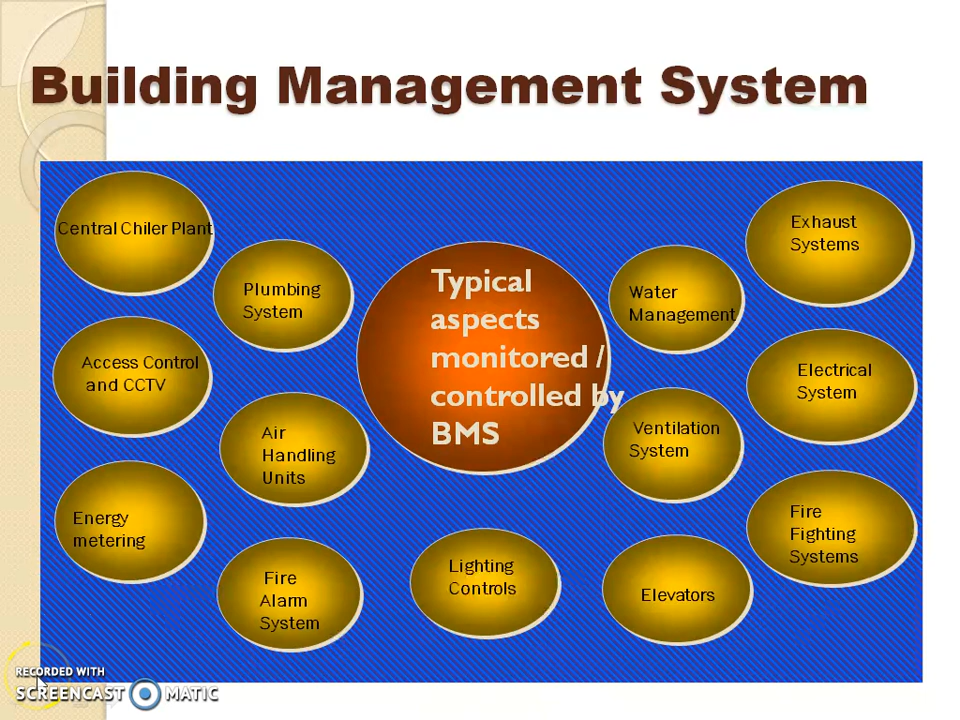 Building Management System
Central Chiler Plant
Plumbing
System
Access Control
and CCTV
Air
Handling
Units
Energy
metering
Fire
Alarm
System
Typical
aspects
monitored /
controlled by
BMS
Lighting
Controls
Water
Management
Exhaust
Systems
Ventilation
System
Electrical
System
Elevators
Fire
Fighting
Systems
RECORDED WITH
SCREENCAST MATIC